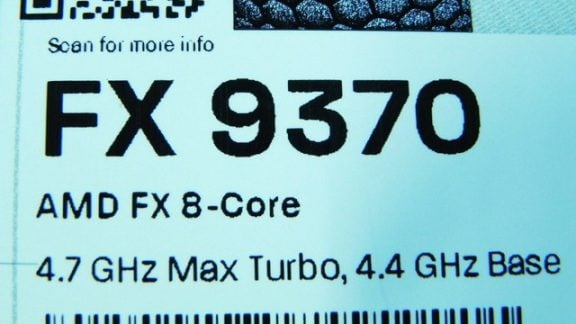 Scan for more info
FX 9370
AMD FX 8-Core
4.7 GHz Max Turbo, 4.4 GHz Base